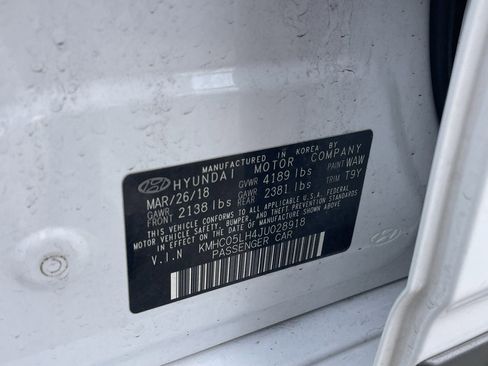 MANUFACTURED IN KOREA BY
HYUNDAI MOTOR COMPANY
MAR/26/18 GVWR 4189 lbs PAINT WAW
GAWR FRONT 2138 lbs GAWR REAR 2381 lbs TRIM T9Y
THIS VEHICLE CONFORMS TO ALL APPLICABLE U.S.A. FEDERAL
MOTOR VEHICLE SAFETY, BUMPER, AND THEFT PREVENTION
STANDARDS IN EFFECT ON THE DATE OF MANUFACTURE SHOWN ABOVE.
V.I.N KMHC05LH4JU028918
PASSENGER CAR